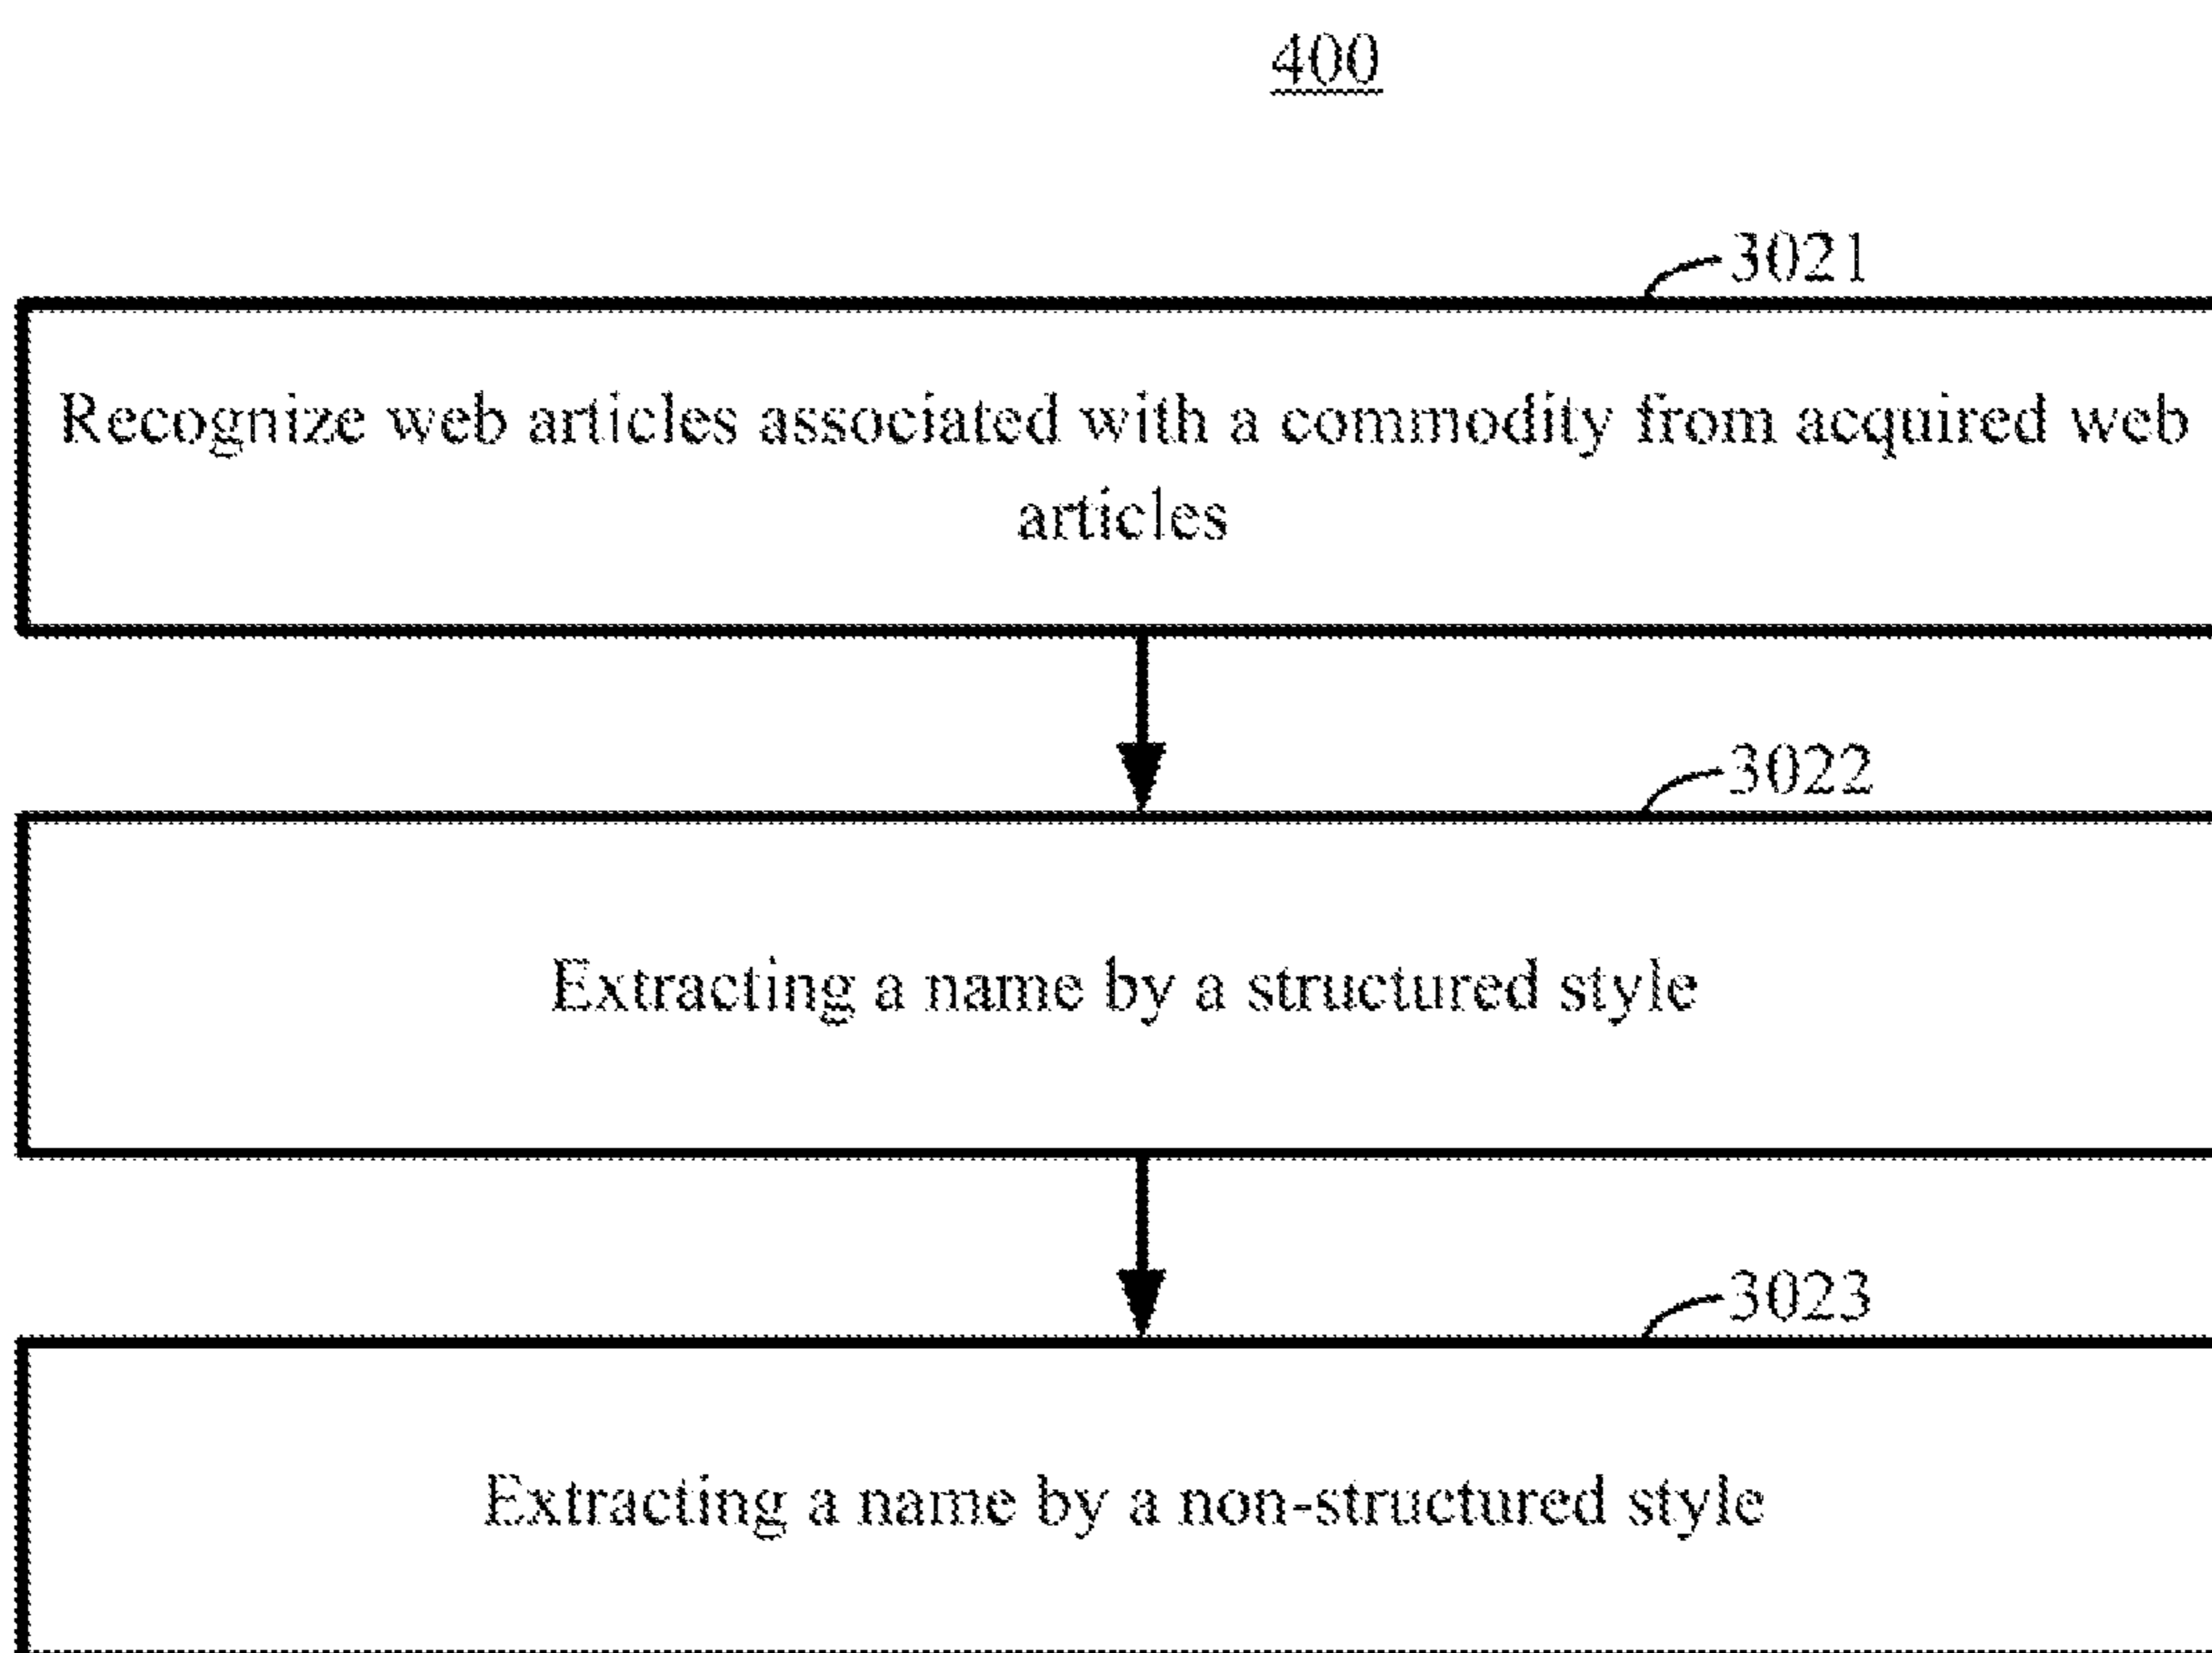 400
3021
Recognize web articles associated with a commodity from acquired web
articles
3022
Extracting a name by a structured style
3023
Extracting a name by a non-structured style